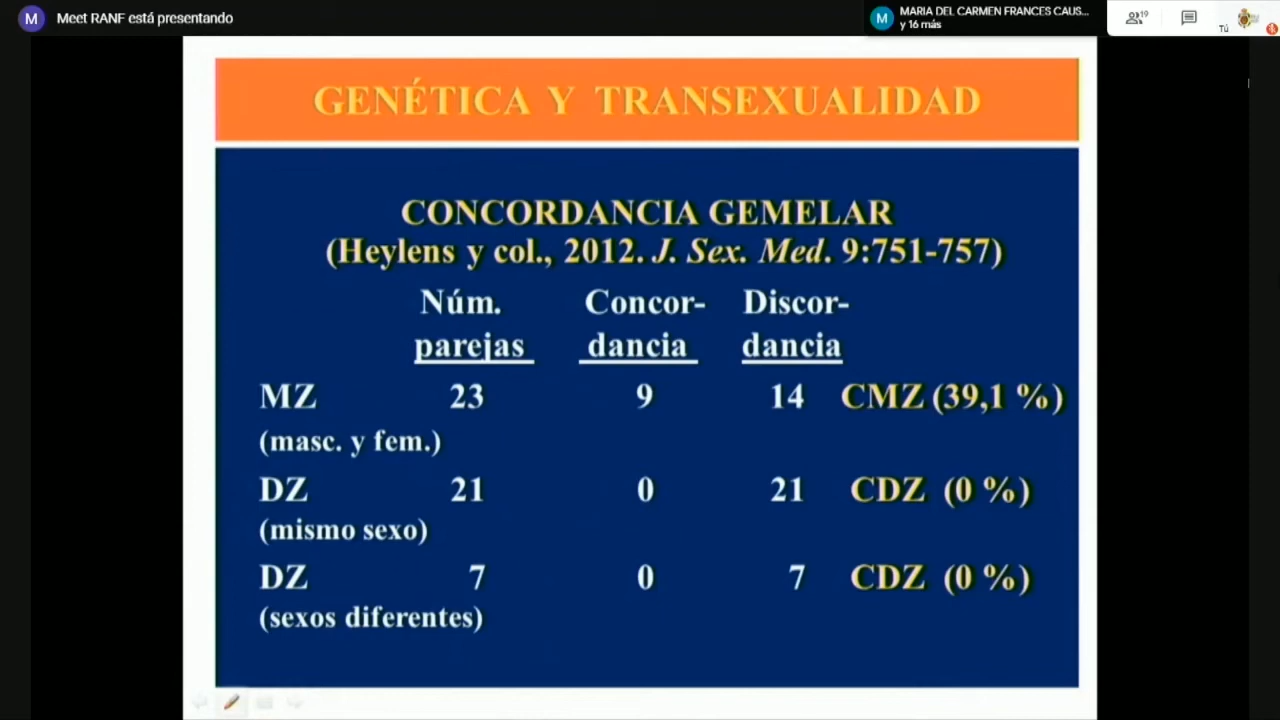 M Meet RANF está presentando
M MARIA DEL CARMEN FRANCES CAUS...
y 16 más
19
Tú
GENÉTICA Y TRANSEXUALIDAD
CONCORDANCIA GEMELAR
(Heylens y col., 2012. J. Sex. Med. 9:751-757)
Núm. Concor- Discor-
parejas dancia dancia
MZ 23 9 14 CMZ (39,1 %)
(masc. y fem.)
DZ 21 0 21 CDZ (0 %)
(mismo sexo)
DZ 7 0 7 CDZ (0 %)
(sexos diferentes)